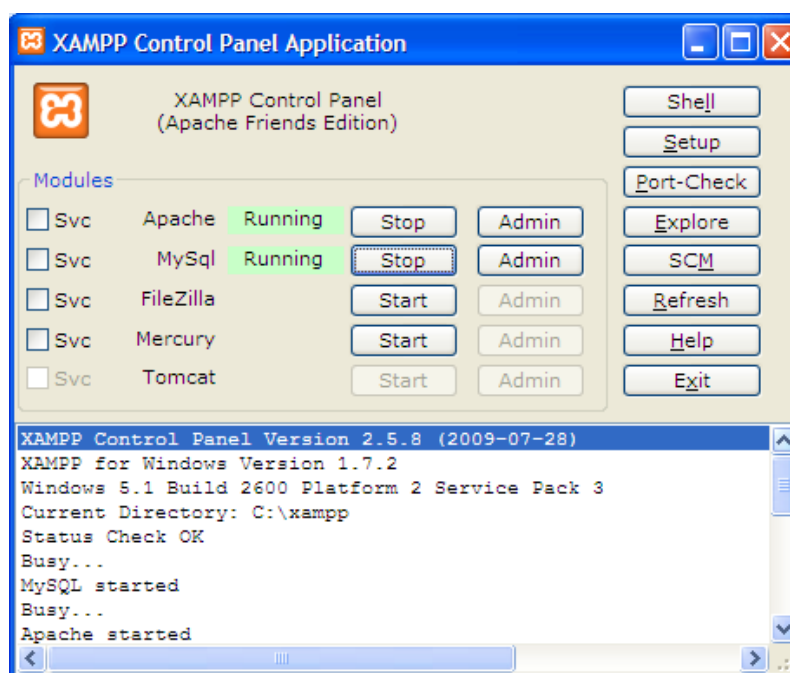 XAMPP Control Panel Application
XAMPP Control Panel
(Apache Friends Edition)
Shell
Setup
Port-Check
Explore
SCM
Refresh
Help
Exit
Modules
Svc Apache Running Stop Admin
Svc MySql Running Stop Admin
Svc FileZilla Start Admin
Svc Mercury Start Admin
Svc Tomcat Start Admin
XAMPP Control Panel Version 2.5.8 (2009-07-28)
XAMPP for Windows Version 1.7.2
Windows 5.1 Build 2600 Platform 2 Service Pack 3
Current Directory: C:\xampp
Status Check OK
Busy...
MySQL started
Busy...
Apache started